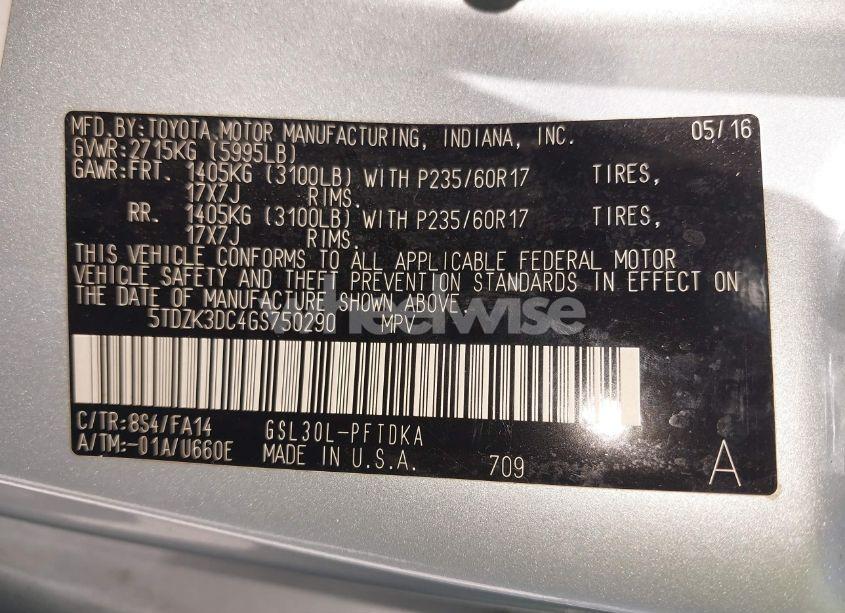 MFD. BY: TOYOTA MOTOR MANUFACTURING, INDIANA, INC. 05/16
GVWR: 2715KG (5995LB)
GAWR: FRT. 1405KG (3100LB) WITH P235/60R17 TIRES,
17X7J RIMS.
RR. 1405KG (3100LB) WITH P235/60R17 TIRES,
17X7J RIMS.
THIS VEHICLE CONFORMS TO ALL APPLICABLE FEDERAL MOTOR
VEHICLE SAFETY AND THEFT PREVENTION STANDARDS IN EFFECT ON
THE DATE OF MANUFACTURE SHOWN ABOVE.
5TDZK3DC4GS750290 MPV
wheelwise
C/TR: 8S4/FA14 GSL30L-PFTDKA
A/TM: -01A/U660E MADE IN U.S.A. 709 A